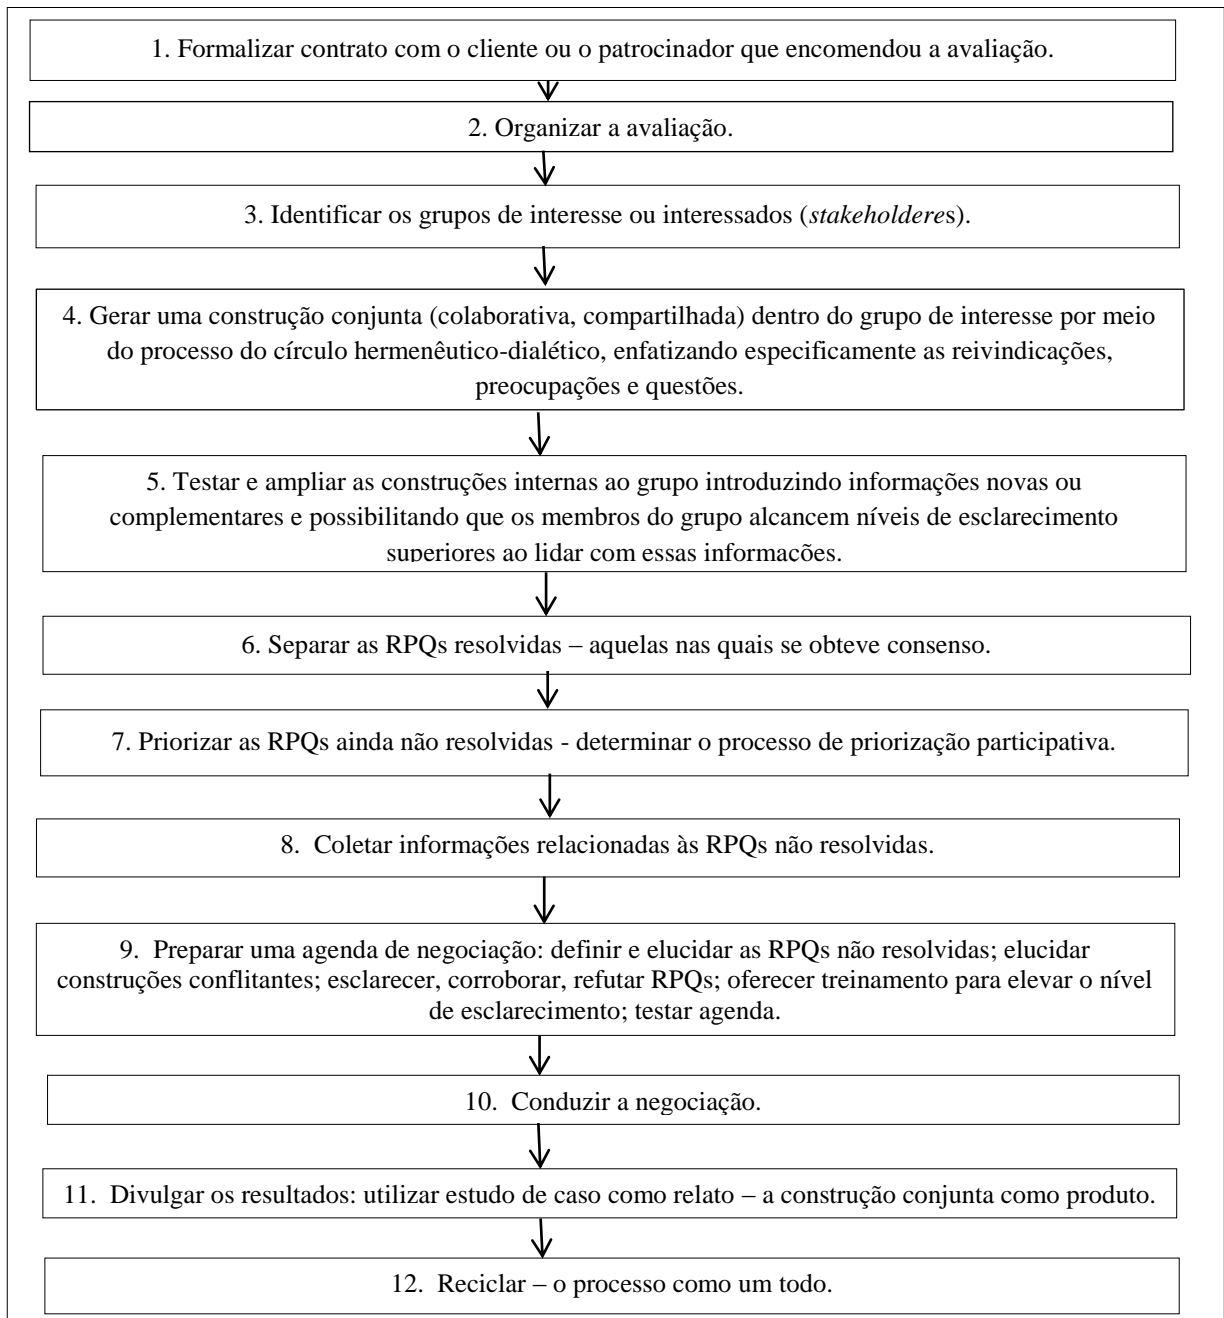 1. Formalizar contrato com o cliente ou o patrocinador que encomendou a avaliação.
2. Organizar a avaliação.
3. Identificar os grupos de interesse ou interessados (stakeholderes).
4. Gerar uma construção conjunta (colaborativa, compartilhada) dentro do grupo de interesse por meio
do processo do círculo hermenêutico-dialético, enfatizando especificamente as reivindicações,
preocupações e questões.
5. Testar e ampliar as construções internas ao grupo introduzindo informações novas ou
complementares e possibilitando que os membros do grupo alcancem níveis de esclarecimento
superiores ao lidar com essas informações.
6. Separar as RPQs resolvidas – aquelas nas quais se obteve consenso.
7. Priorizar as RPQs ainda não resolvidas - determinar o processo de priorização participativa.
8. Coletar informações relacionadas às RPQs não resolvidas.
9. Preparar uma agenda de negociação: definir e elucidar as RPQs não resolvidas; elucidar
construções conflitantes; esclarecer, corroborar, refutar RPQs; oferecer treinamento para elevar o nível
de esclarecimento; testar agenda.
10. Conduzir a negociação.
11. Divulgar os resultados: utilizar estudo de caso como relato – a construção conjunta como produto.
12. Reciclar – o processo como um todo.